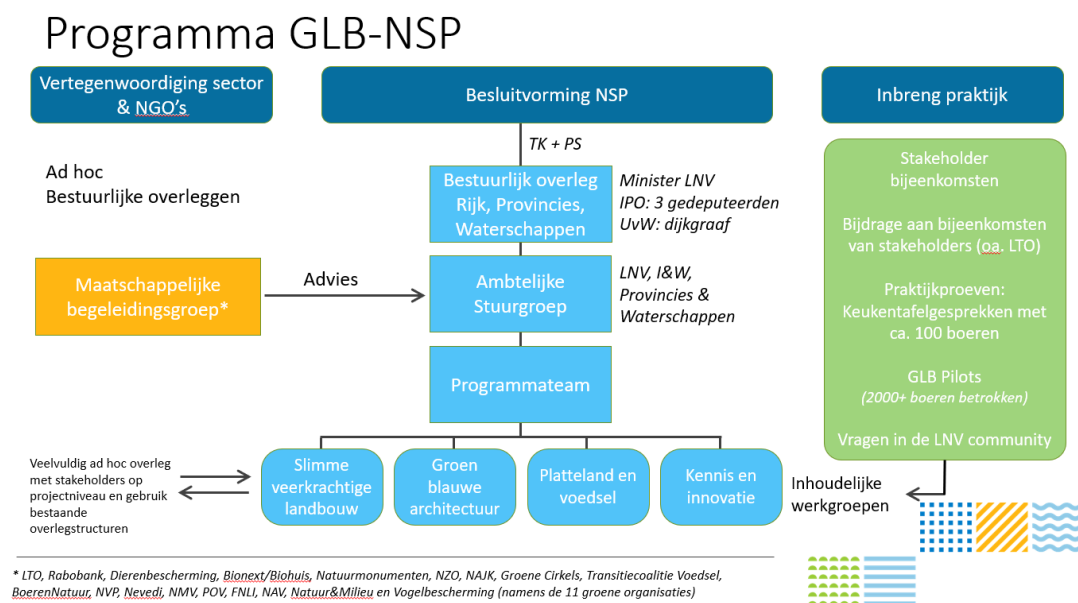 Programma GLB-NSP
Vertegenwoordiging sector
& NGO's
Besluitvorming NSP
Inbreng praktijk
Ad hoc
Bestuurlijke overleggen
TK + PS
Bestuurlijk overleg
Rijk, Provincies,
Waterschappen
Minister LNV
IPO: 3 gedeputeerden
UvW: dijkgraaf
Maatschappelijke
begeleidingsgroep*
Advies
Ambtelijke
Stuurgroep
LNV, I&W,
Provincies &
Waterschappen
Programmateam
Stakeholder
bijeenkomsten
Bijdrage aan bijeenkomsten
van stakeholders (oa. LTO)
Praktijkproeven:
Keukentafelgesprekken met
ca. 100 boeren
GLB Pilots
(2000+ boeren betrokken)
Vragen in de LNV community
Veelvuldig ad hoc overleg
met stakeholders op
projectniveau en gebruik
bestaande
overlegstructuren
Slimme
veerkrachtige
landbouw
Groen
blauwe
architectuur
Platteland en
voedsel
Kennis en
innovatie
Inhoudelijke
werkgroepen
* LTO, Rabobank, Dierenbescherming, Bionext/Biohuis, Natuurmonumenten, NZO, NAJK, Groene Cirkels, Transitiecoalitie Voedsel,
BoerenNatuur, NVP, Nevedi, NMV, POV, FNLI, NAV, Natuur&Milieu en Vogelbescherming (namens de 11 groene organisaties)